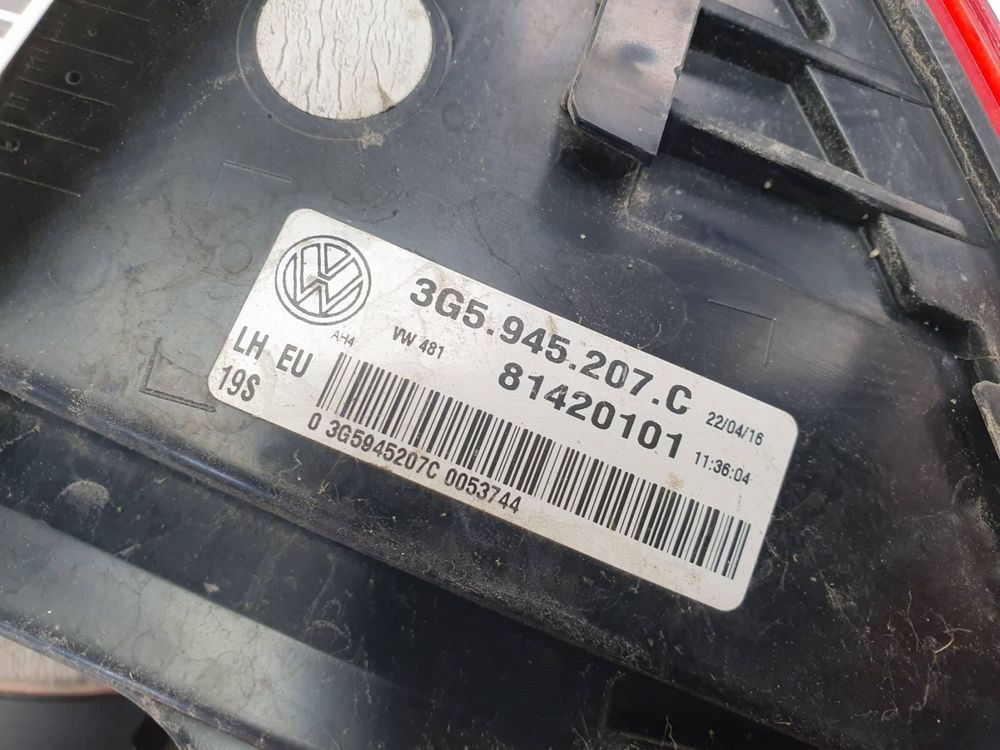 3G5.945.207.C
AH4 VW 481 81420101 22/04/16
LH EU 11:36:04
19S
0 3G5945207C 0053744